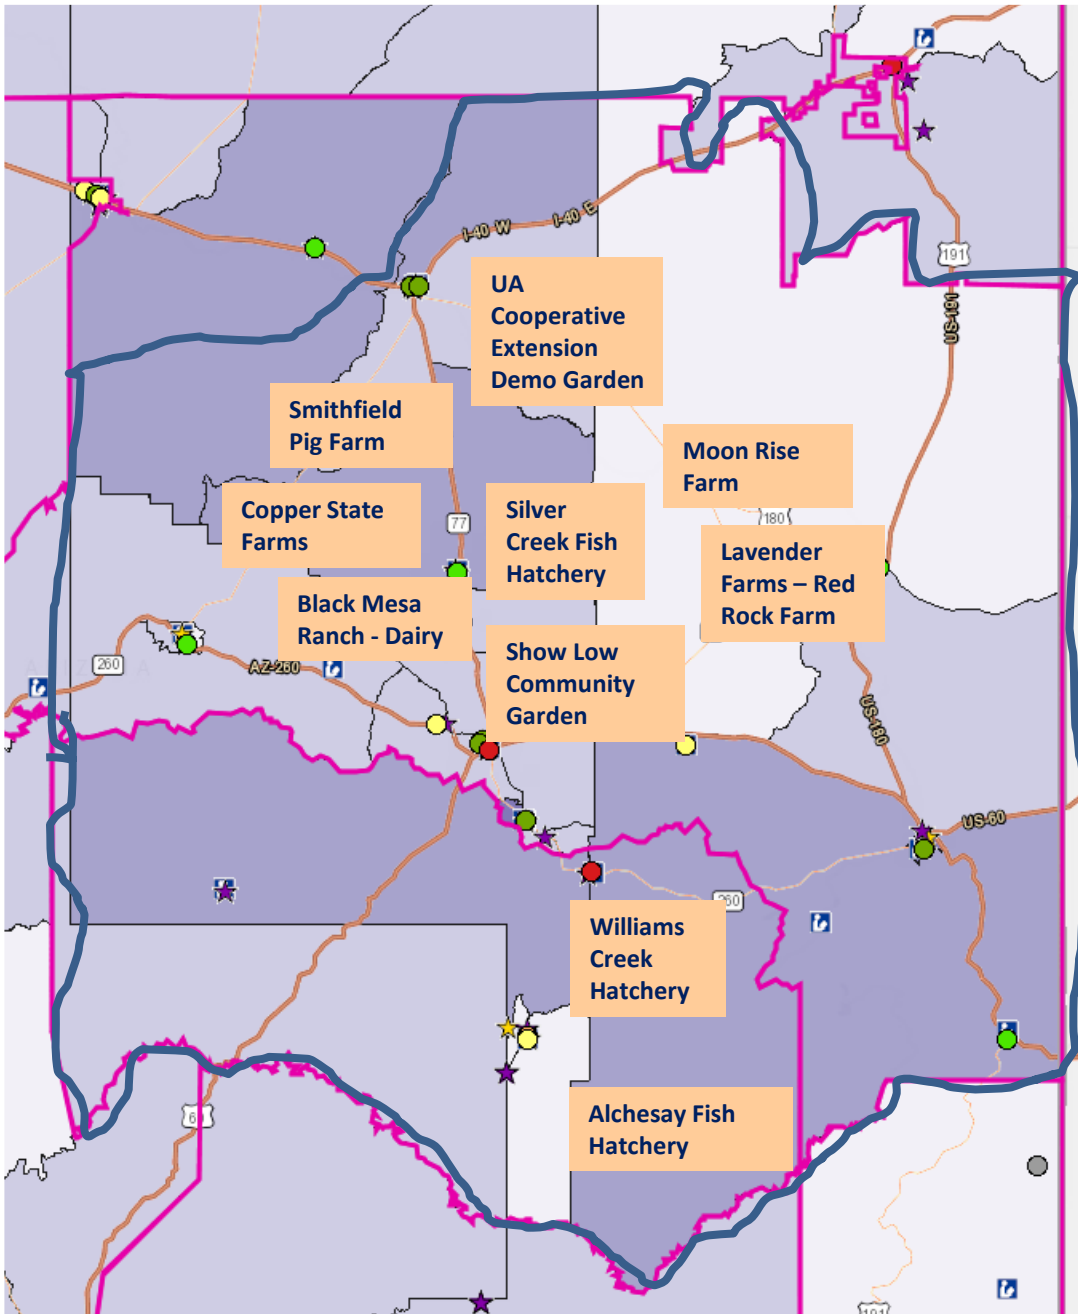 I-40 W
I-40 E
191
US-191
UA
Cooperative
Extension
Demo Garden
Smithfield
Pig Farm
Moon Rise
Farm
Copper State
Farms
77
Silver
Creek Fish
Hatchery
180
Lavender
Farms – Red
Rock Farm
Black Mesa
Ranch - Dairy
Show Low
Community
Garden
260
AZ-260
US-180
US-60
260
Williams
Creek
Hatchery
Alchesay Fish
Hatchery
191